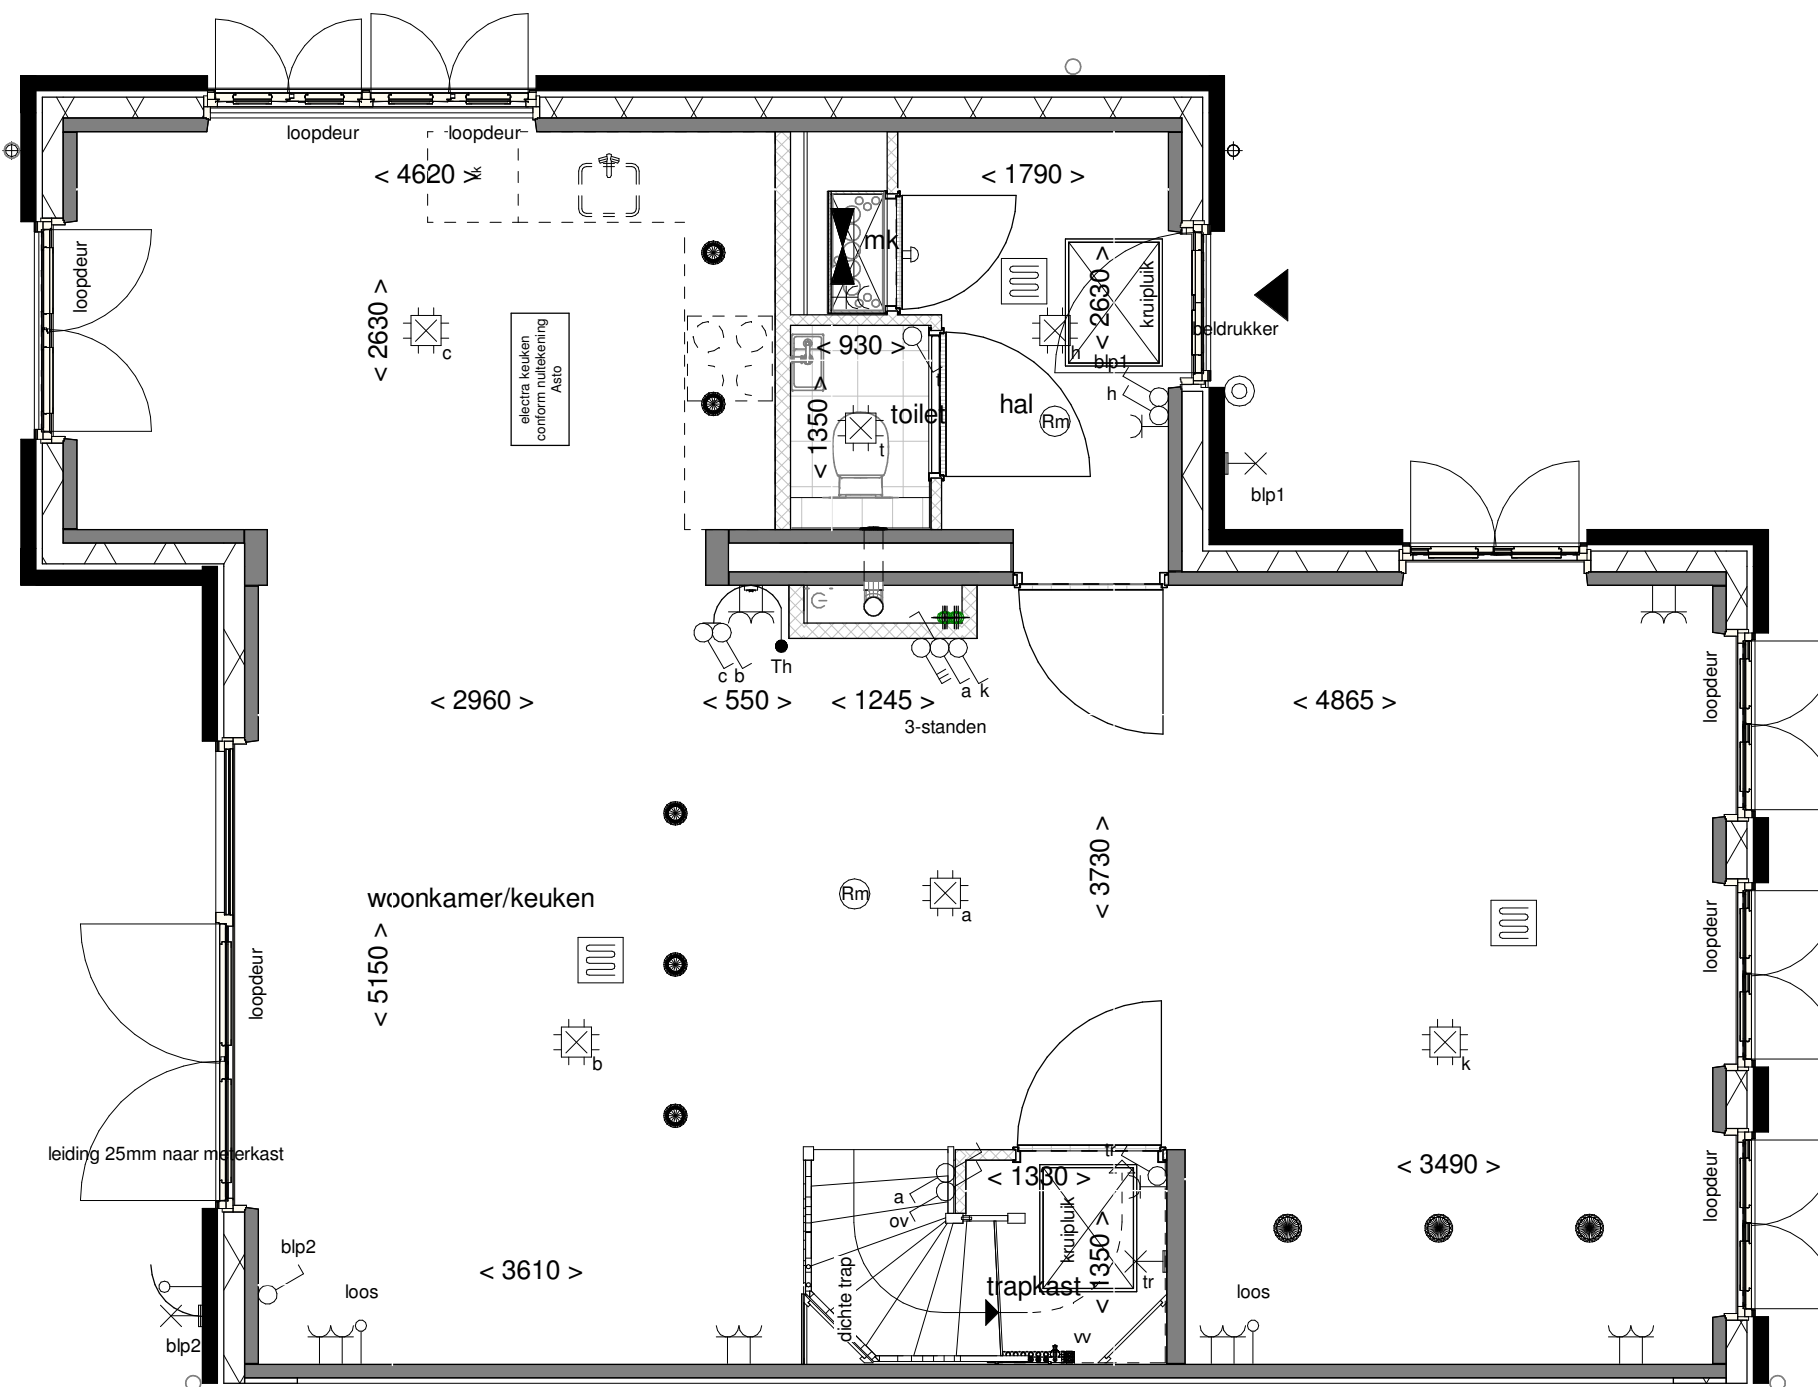 loopdeur
loopdeur
< 4620 >
kk
< 1790 >
mk
loopdeur
< 2630 >
c
electra keuken
conform nultekening
Asto
< 930 >
t
< 1350 >
toilet
t
hal
Rm
h
< 2630 >
kruipluik
beldrukker
blp1
h
blp1
c b
Th
a k
< 2960 >
< 550 >
< 1245 >
3-standen
< 4865 >
loopdeur
woonkamer/keuken
Rm
a
< 3730 >
< 5150 >
loopdeur
loopdeur
b
k
leiding 25mm naar meterkast
tr
< 1330 >
a
ov
kruipluik
< 1350 >
trapkast
tr
dichte trap
vv
< 3490 >
loopdeur
blp2
< 3610 >
loos
loos
blp2